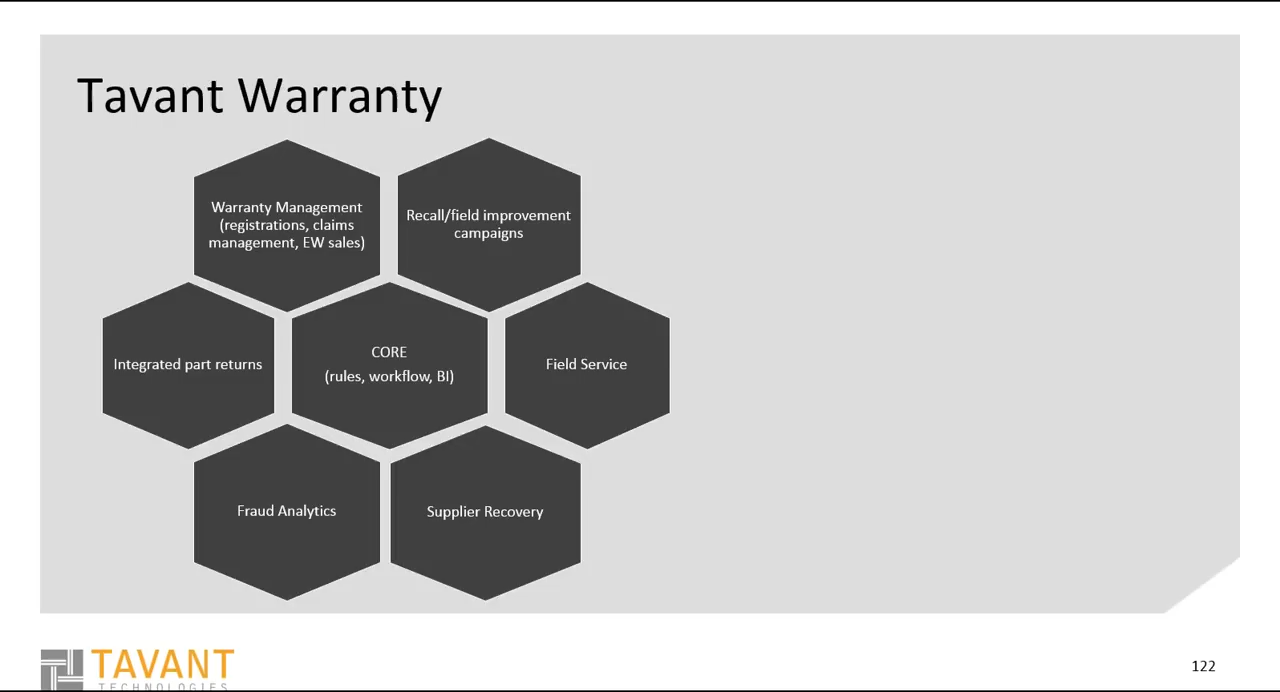 Tavant Warranty
Warranty Management
(registrations, claims
management, EW sales)
Recall/field improvement
campaigns
Integrated part returns
CORE
(rules, workflow, BI)
Field Service
Fraud Analytics
Supplier Recovery
TAVANT
TECHNOLOGIES
122